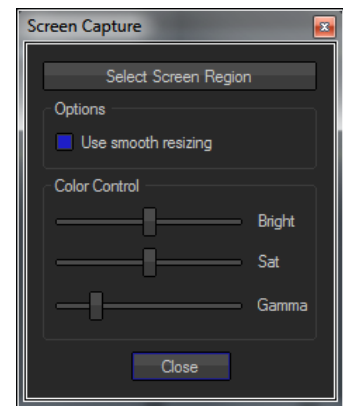 Screen Capture
Select Screen Region
Options
Use smooth resizing
Color Control
Bright
Sat
Gamma
Close